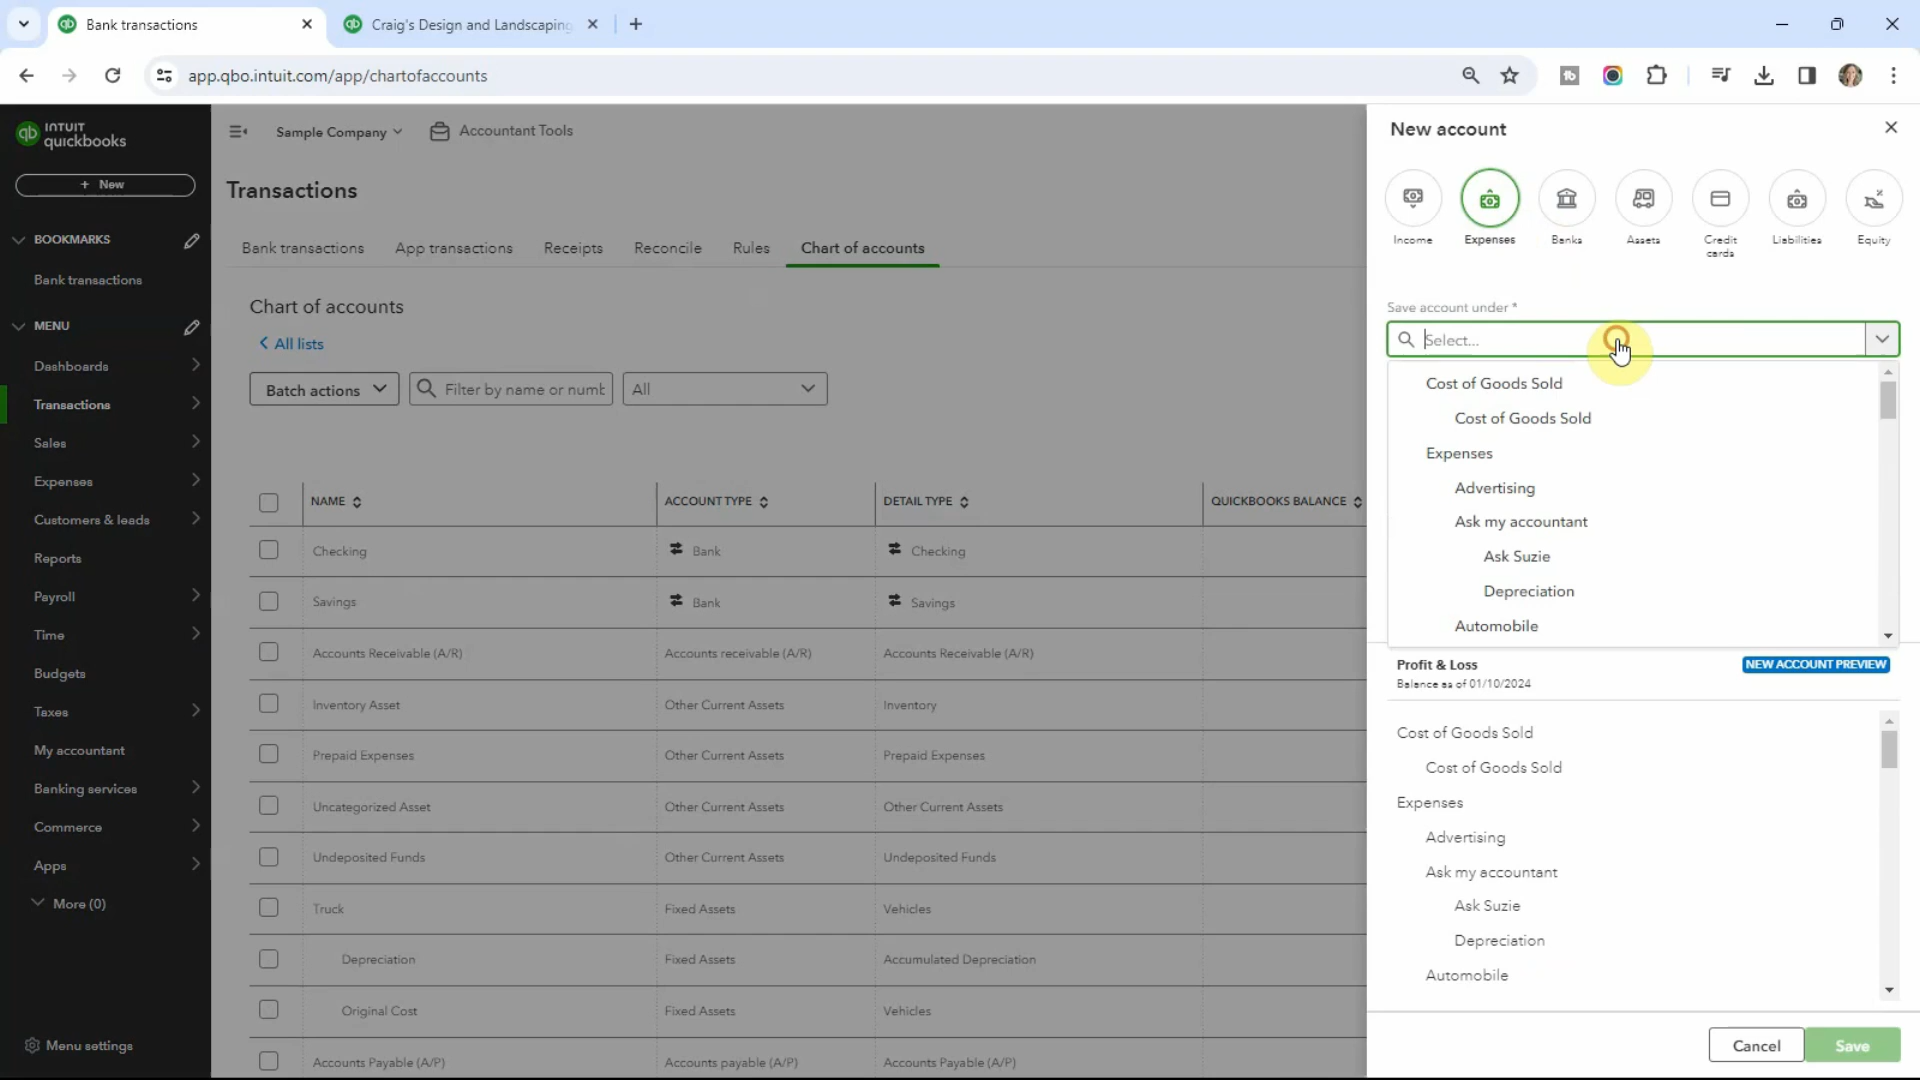 Bank transactions
Craig's Design and Landscaping
app.qbo.intuit.com/app/chartofaccounts
INTUIT
quickbooks
+ New
BOOKMARKS
Bank transactions
MENU
Dashboards
Transactions
Sales
Expenses
Customers & leads
Reports
Payroll
Time
Budgets
Taxes
My accountant
Banking services
Commerce
Apps
More (0)
Menu settings
Sample Company
Accountant Tools
Transactions
Bank transactions App transactions Receipts Reconcile Rules Chart of accounts
Chart of accounts
All lists
Batch actions Filter by name or numb All
NAME ACCOUNT TYPE DETAIL TYPE QUICKBOOKS BALANCE
Checking Bank Checking
Savings Bank Savings
Accounts Receivable (A/R) Accounts receivable (A/R) Accounts Receivable (A/R)
Inventory Asset Other Current Assets Inventory
Prepaid Expenses Other Current Assets Prepaid Expenses
Uncategorized Asset Other Current Assets Other Current Assets
Undeposited Funds Other Current Assets Undeposited Funds
Truck Fixed Assets Vehicles
Depreciation Fixed Assets Accumulated Depreciation
Original Cost Fixed Assets Vehicles
Accounts Payable (A/P) Accounts payable (A/P) Accounts Payable (A/P)
New account
Income Expenses Banks Assets Credit cards Liabilities Equity
Save account under *
Select...
Cost of Goods Sold
Cost of Goods Sold
Expenses
Advertising
Ask my accountant
Ask Suzie
Depreciation
Automobile
Profit & Loss NEW ACCOUNT PREVIEW
Balance as of 01/10/2024
Cost of Goods Sold
Cost of Goods Sold
Expenses
Advertising
Ask my accountant
Ask Suzie
Depreciation
Automobile
Cancel Save